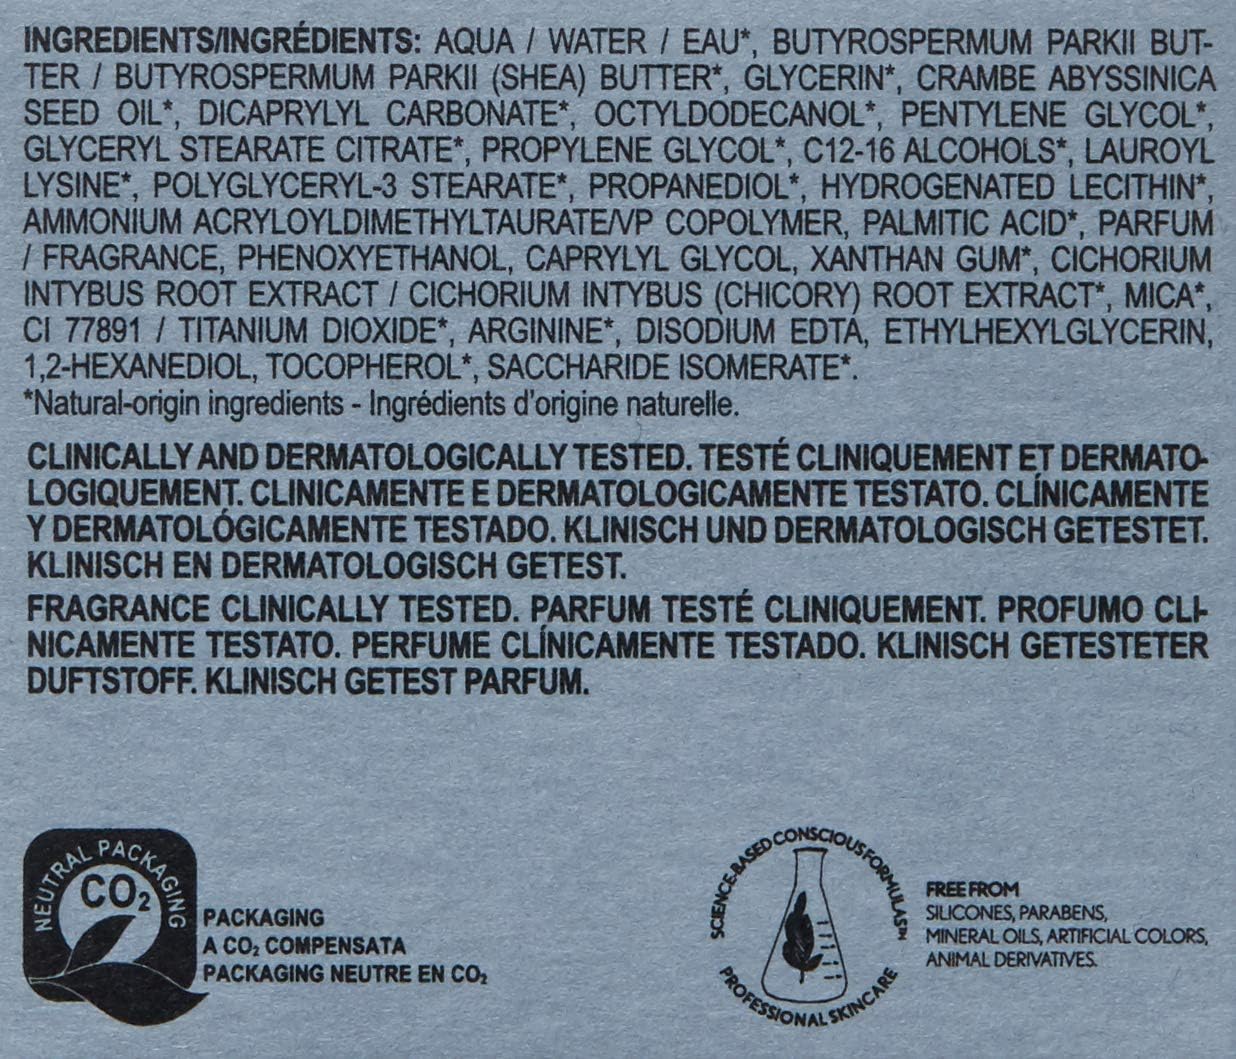 INGREDIENTS/INGRÉDIENTS: AQUA / WATER / EAU*, BUTYROSPERMUM PARKII BUT-
TER / BUTYROSPERMUM PARKII (SHEA) BUTTER*, GLYCERIN*, CRAMBE ABYSSINICA
SEED OIL*, DICAPRYLYL CARBONATE*, OCTYLDODECANOL*, PENTYLENE GLYCOL*,
GLYCERYL STEARATE CITRATE*, PROPYLENE GLYCOL*, C12-16 ALCOHOLS*, LAUROYL
LYSINE*, POLYGLYCERYL-3 STEARATE*, PROPANEDIOL*, HYDROGENATED LECITHIN*,
AMMONIUM ACRYLOYLDIMETHYLTAURATE/VP COPOLYMER, PALMITIC ACID*, PARFUM
/ FRAGRANCE, PHENOXYETHANOL, CAPRYLYL GLYCOL, XANTHAN GUM*, CICHORIUM
INTYBUS ROOT EXTRACT / CICHORIUM INTYBUS (CHICORY) ROOT EXTRACT*, MICA*,
CI 77891 / TITANIUM DIOXIDE*, ARGININE*, DISODIUM EDTA, ETHYLHEXYLGLYCERIN,
1,2-HEXANEDIOL, TOCOPHEROL*, SACCHARIDE ISOMERATE*.
*Natural-origin ingredients - Ingrédients d'origine naturelle.
CLINICALLY AND DERMATOLOGICALLY TESTED. TESTÉ CLINIQUEMENT ET DERMATO-
LOGIQUEMENT. CLINICAMENTE E DERMATOLOGICAMENTE TESTATO. CLÍNICAMENTE
Y DERMATOLÓGICAMENTE TESTADO. KLINISCH UND DERMATOLOGISCH GETESTET.
KLINISCH EN DERMATOLOGISCH GETEST.
FRAGRANCE CLINICALLY TESTED. PARFUM TESTÉ CLINIQUEMENT. PROFUMO CLI-
NICAMENTE TESTATO. PERFUME CLÍNICAMENTE TESTADO. KLINISCH GETESTETER
DUFTSTOFF. KLINISCH GETEST PARFUM.
NEUTRAL PACKAGING
CO₂
PACKAGING
A CO₂ COMPENSATA
PACKAGING NEUTRE EN CO₂
SCIENCE-BASED CONSCIOUS FORMULAS™
PROFESSIONAL SKINCARE
FREE FROM
SILICONES, PARABENS,
MINERAL OILS, ARTIFICIAL COLORS,
ANIMAL DERIVATIVES.